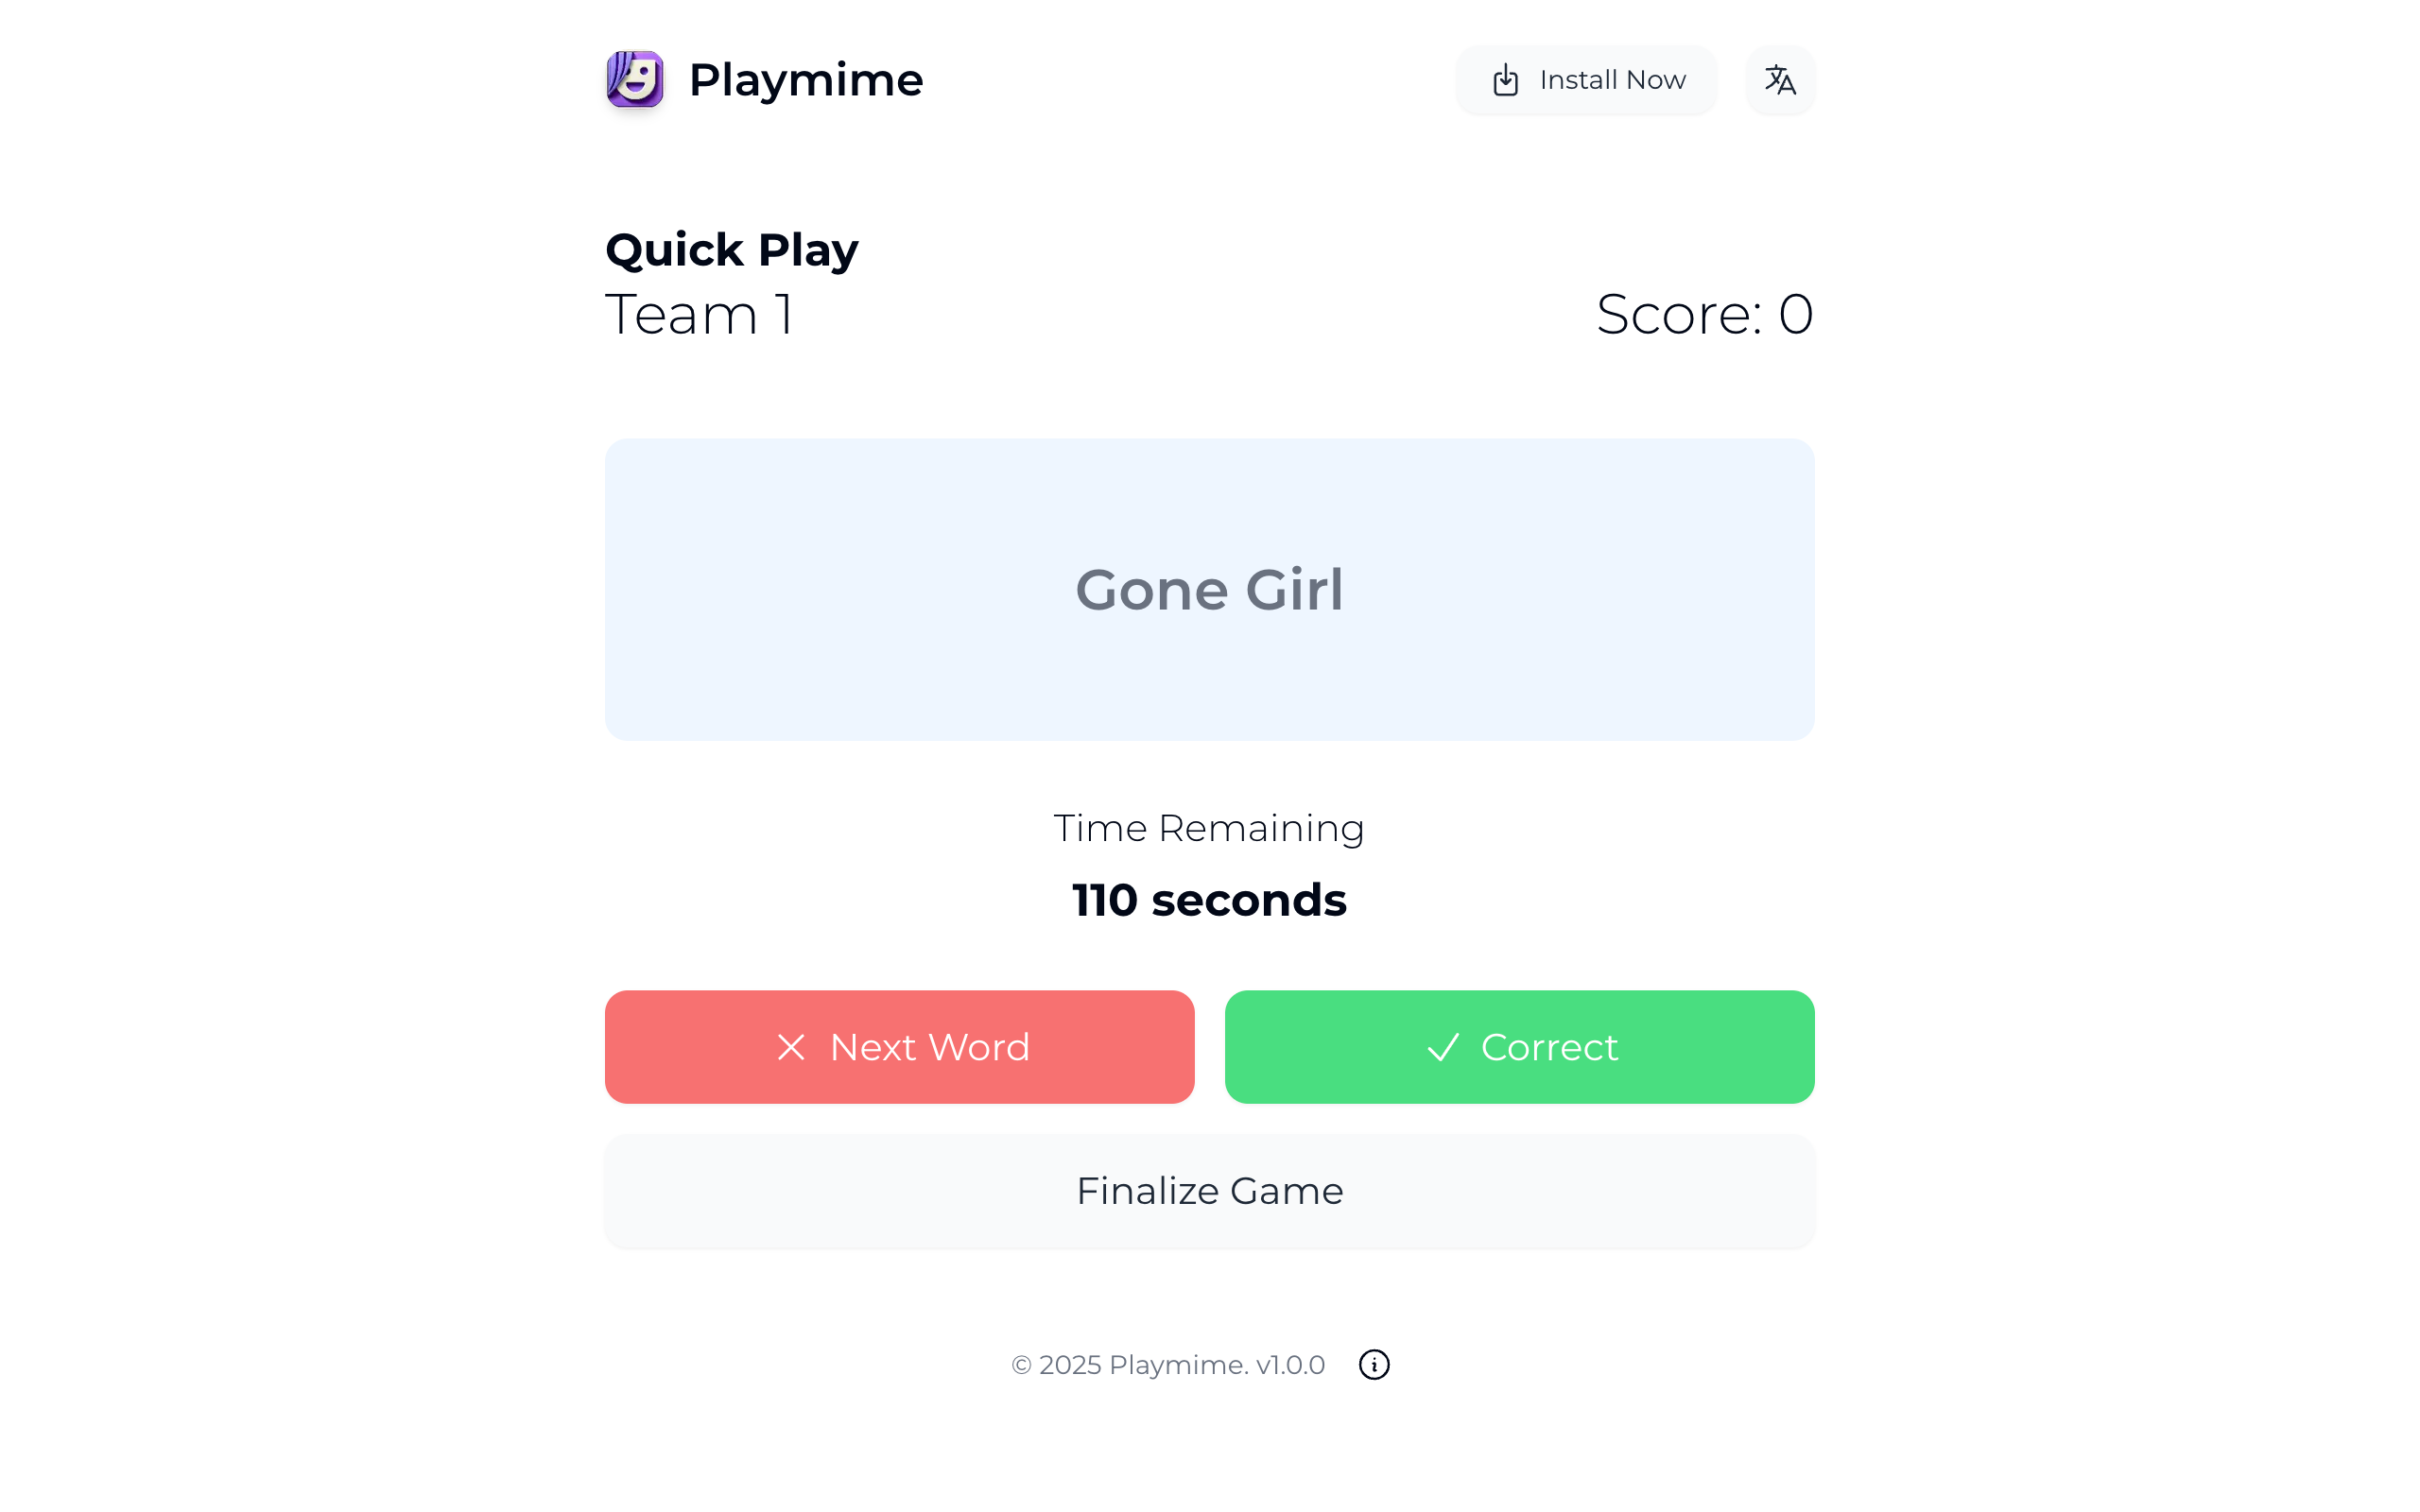 Playmime
Install Now
Quick Play
Team 1
Score: 0
Gone Girl
Time Remaining
110 seconds
Next Word
Correct
Finalize Game
© 2025 Playmime. v1.0.0